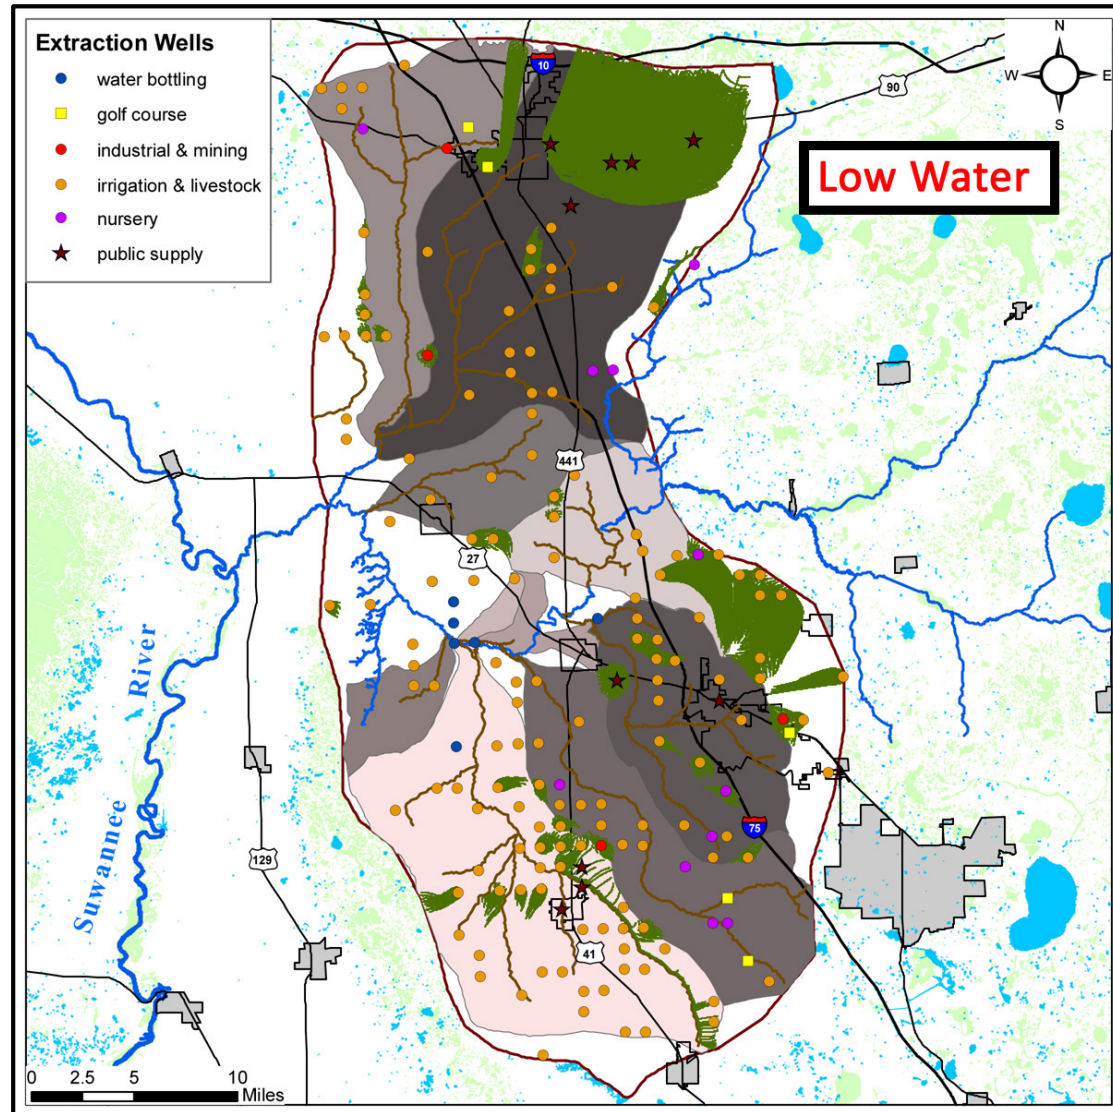 Extraction Wells
water bottling
golf course
industrial & mining
irrigation & livestock
nursery
public supply
N
W E
S
10
90
Low Water
441
27
Suwannee River
129
75
41
0 2.5 5 10
Miles